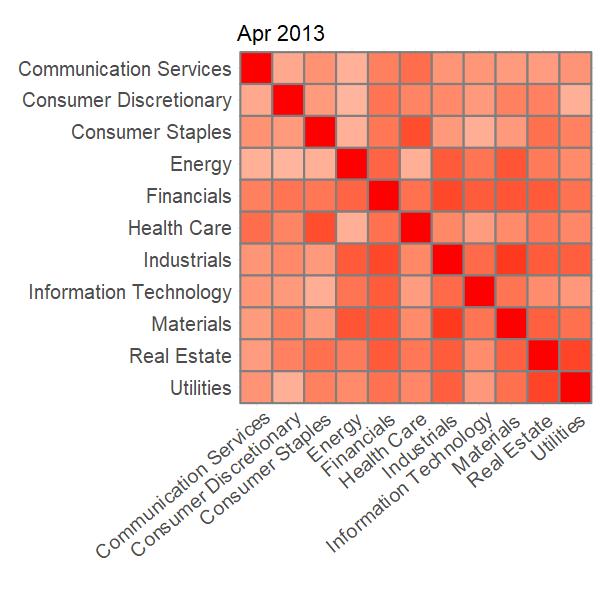 Apr 2013
Communication Services
Consumer Discretionary
Consumer Staples
Energy
Financials
Health Care
Industrials
Information Technology
Materials
Real Estate
Utilities
Communication Services
Consumer Discretionary
Consumer Staples
Energy
Financials
Health Care
Industrials
Information Technology
Materials
Real Estate
Utilities